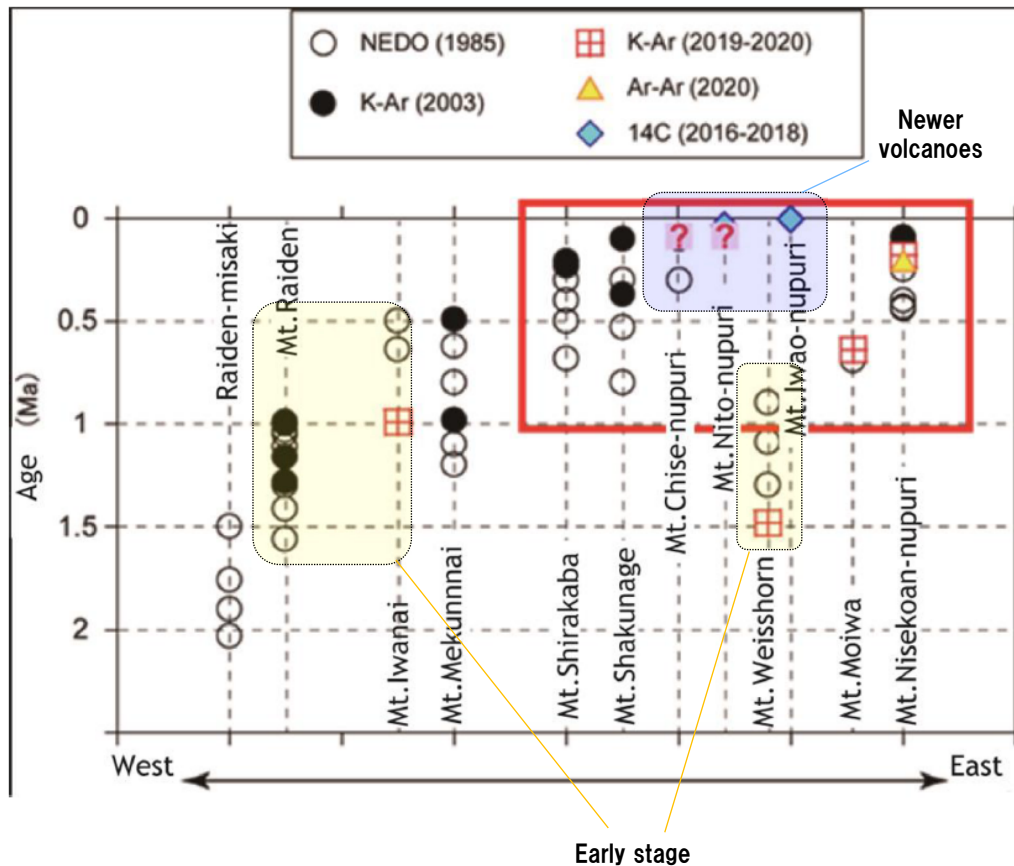 NEDO (1985)
K-Ar (2003)
K-Ar (2019-2020)
Ar-Ar (2020)
14C (2016-2018)
Newer
volcanoes
0
0.5
1
1.5
2
Age (Ma)
Raiden-misaki
Mt.Raiden
Mt.Iwanai
Mt.Mekunnnai
Mt.Shirakaba
Mt.Shakunage
Mt.Chise-nupuri
Mt.Nito-nupuri
Mt.Weisshorn
Mt.Iwao-nupuri
Mt.Moiwa
Mt.Nisekoan-nupuri
?
?
West
East
Early stage